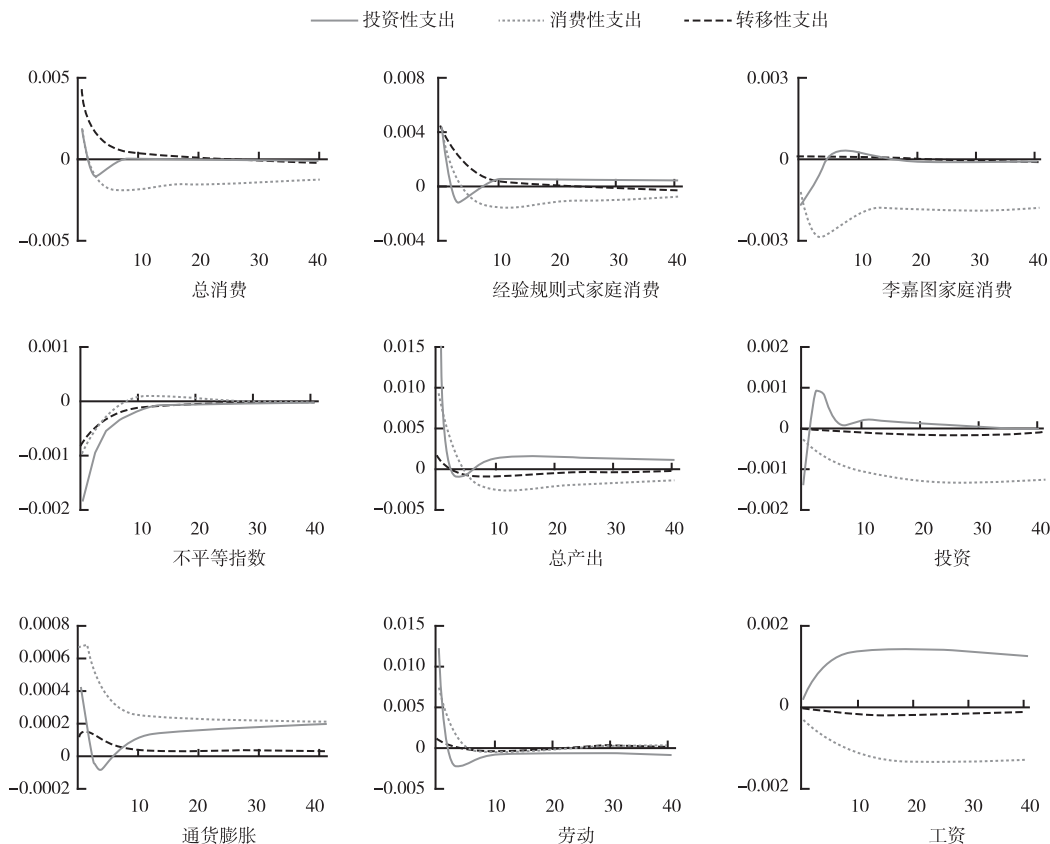 投资性支出 消费性支出 转移性支出
0.005 0.008 0.003
0.004
0 0 0
−0.005 −0.004 −0.003
10 20 30 40 10 20 30 40 10 20 30 40
总消费 经验规则式家庭消费 李嘉图家庭消费
0.001 0.015 0.002
0.010 0.001
0 0.005 0
−0.001 0 −0.001
−0.002 −0.005 −0.002
10 20 30 40 10 20 30 40 10 20 30 40
不平等指数 总产出 投资
0.0008 0.015 0.002
0.0006 0.010
0.0004 0.005 0
0.0002 0
0
−0.0002 −0.005 −0.002
10 20 30 40 10 20 30 40 10 20 30 40
通货膨胀 劳动 工资